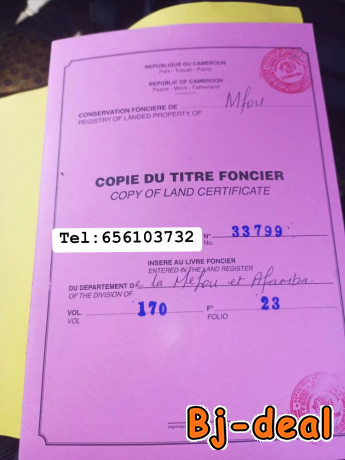 REPUBLIQUE DU CAMEROUN
Paix - Travail - Patrie
REPUBLIC OF CAMEROON
Peace - Work - Fatherland
CONSERVATION FONCIERE DE Mfou
REGISTRY OF LANDED PROPERTY OF
COPIE DU TITRE FONCIER
COPY OF LAND CERTIFICATE
Tel:656103732
N° 33799
No.
INSERE AU LIVRE FONCIER
ENTERED IN THE LAND REGISTER
DU DEPARTEMENT De la Mefou et Afamba
OF THE DIVISION OF
VOL. 170 F° 23
VOL FOLIO
Bj-deal